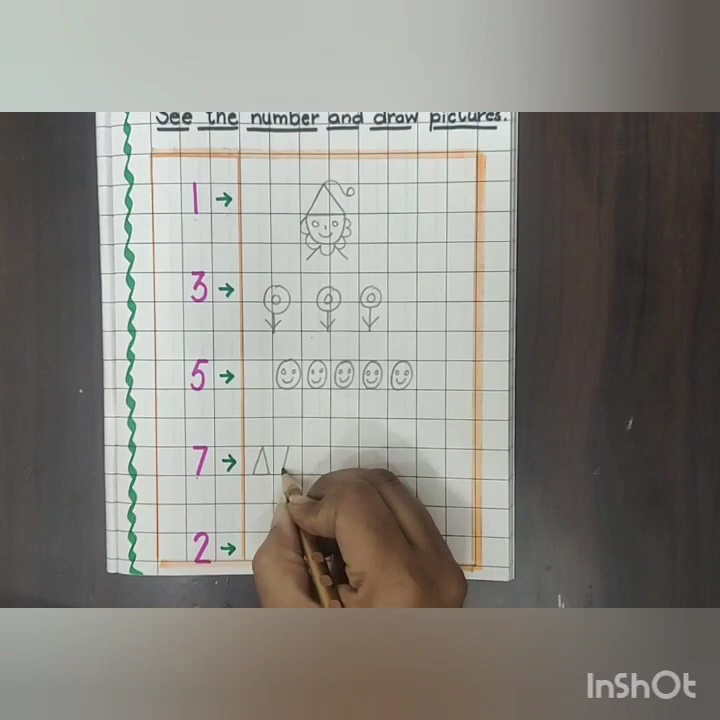 See the number and draw pictures.
1 →
3 →
5 →
7 →
2 →
InShOt